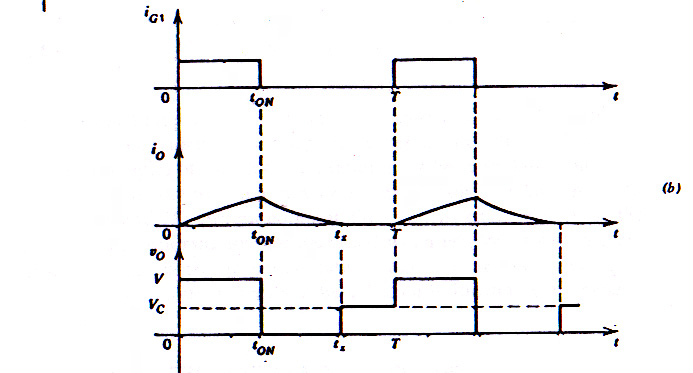 i_G1
0 t_ON T t
i_O
(b)
0 t_ON t_x T t
v_O
V
V_C
0 t_ON t_x T t